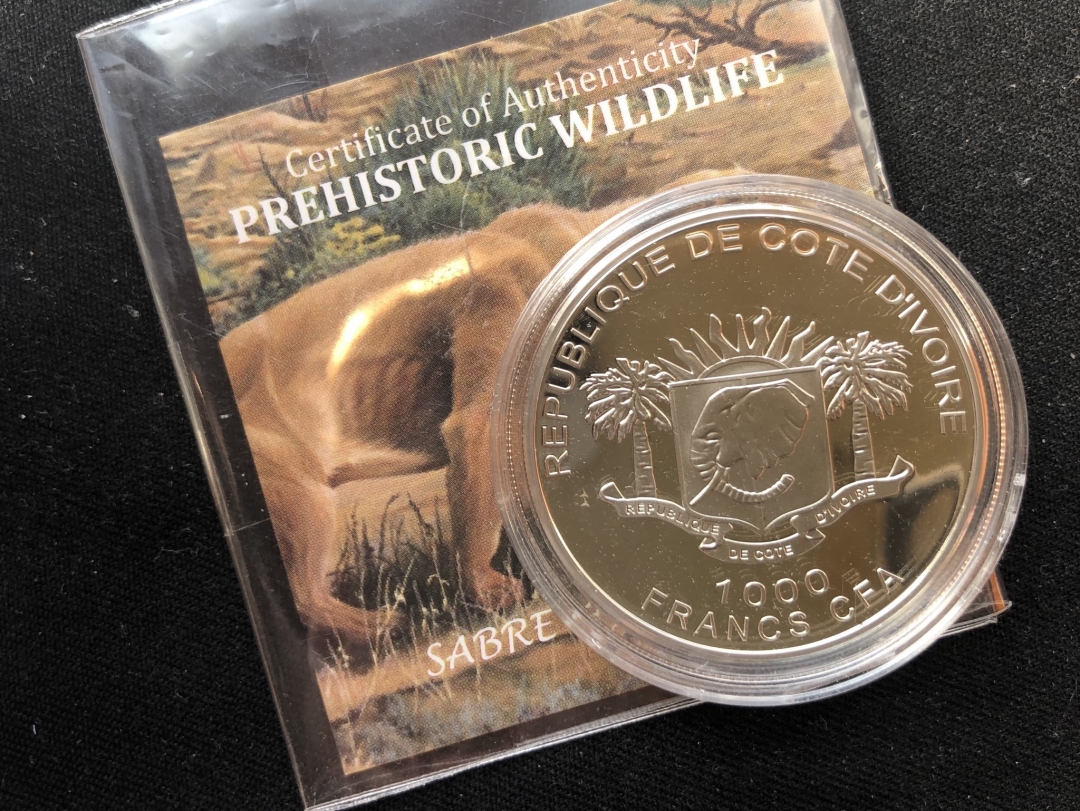 Certificate of Authenticity
PREHISTORIC WILDLIFE
SABRE
REPUBLIQUE DE COTE D'IVOIRE
REPUBLIQUE
DE COTE
D'IVOIRE
1000
FRANCS CFA